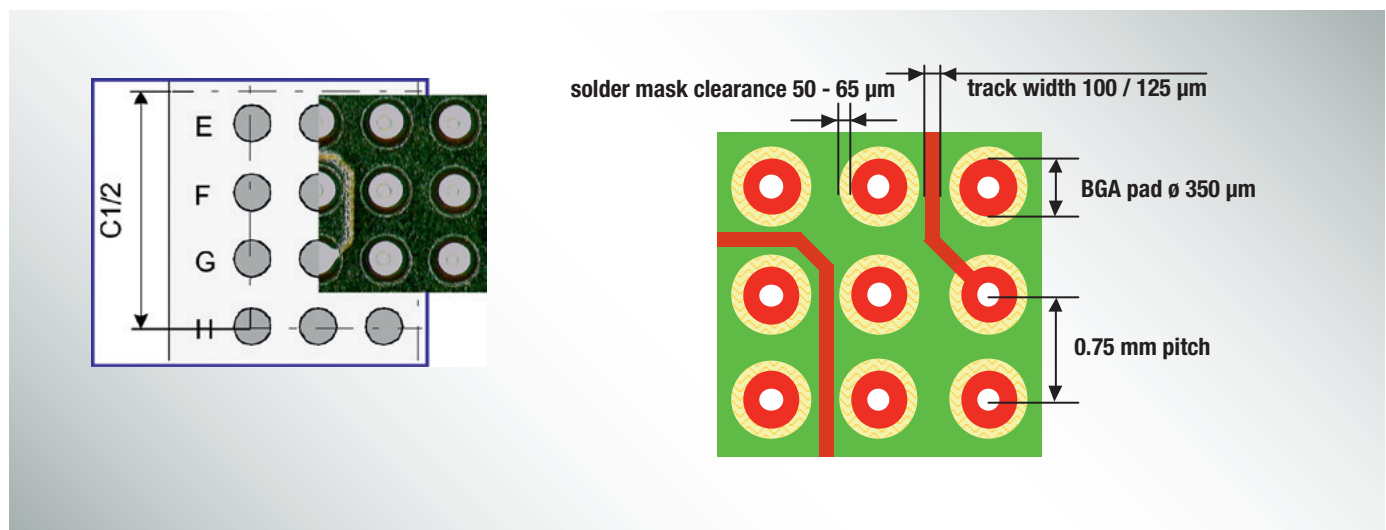 C1/2
E
F
G
H
solder mask clearance 50 - 65 µm
track width 100 / 125 µm
BGA pad ø 350 µm
0.75 mm pitch